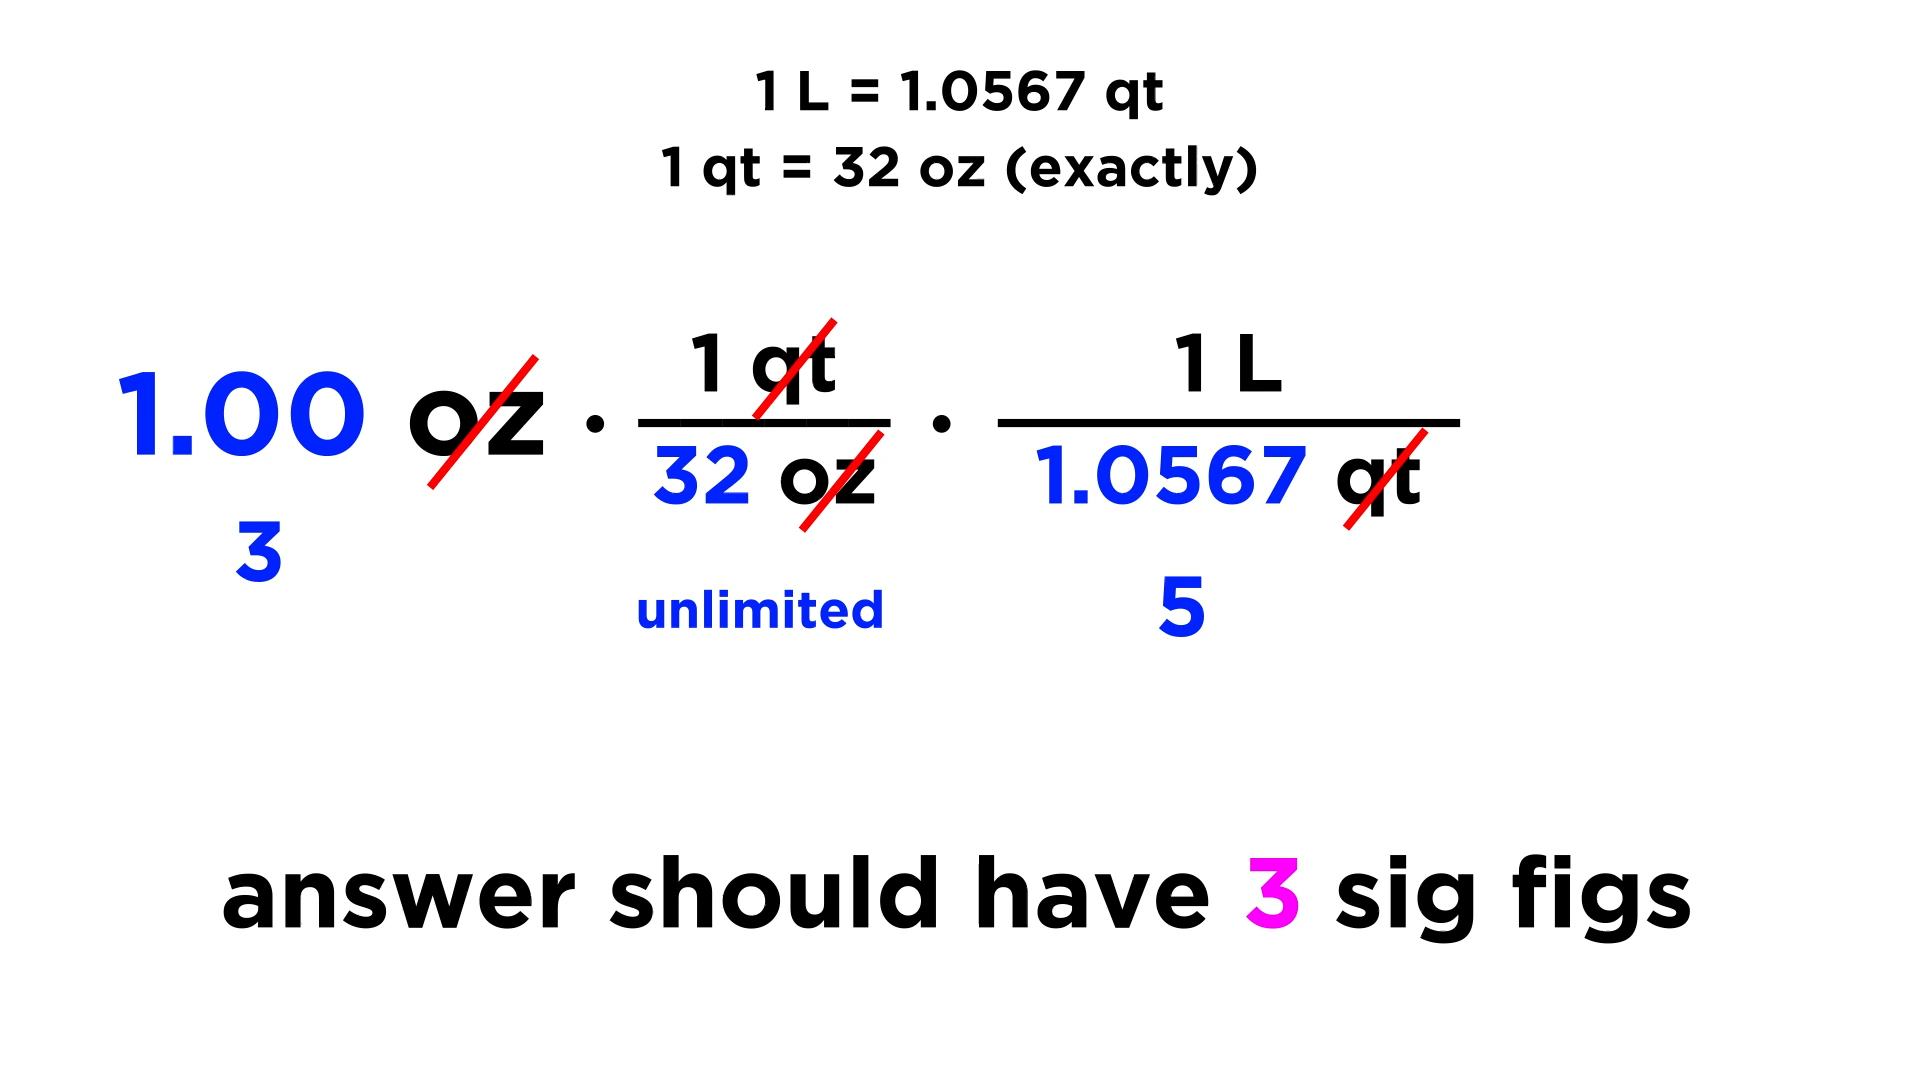 1 L = 1.0567 qt
1 qt = 32 oz (exactly)
1.00 oz · 1 qt / 32 oz · 1 L / 1.0567 qt
3 unlimited 5
answer should have 3 sig figs